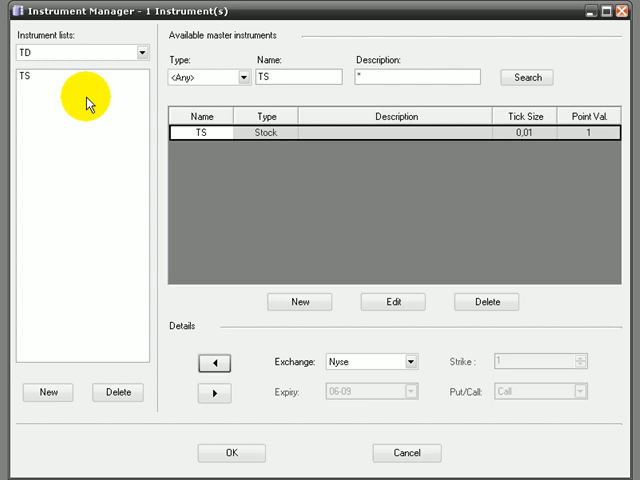 Instrument Manager - 1 Instrument(s)
Instrument lists:
TD
TS
New
Delete
Available master instruments
Type:
Name:
Description:
<Any>
TS
*
Search
Name
Type
Description
Tick Size
Point Val.
TS
Stock
0,01
1
New
Edit
Delete
Details
Exchange:
Nyse
Strike :
1
Expiry:
06-09
Put/Call:
Call
OK
Cancel